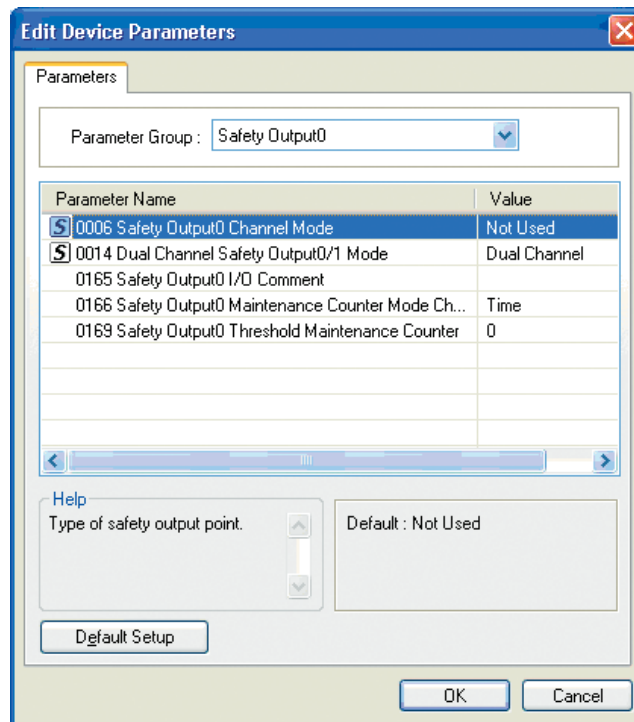 Edit Device Parameters
Parameters
Parameter Group : Safety Output0
Parameter Name Value
S 0006 Safety Output0 Channel Mode Not Used
S 0014 Dual Channel Safety Output0/1 Mode Dual Channel
0165 Safety Output0 I/O Comment
0166 Safety Output0 Maintenance Counter Mode Ch... Time
0169 Safety Output0 Threshold Maintenance Counter 0
Help
Type of safety output point. Default : Not Used
Default Setup
OK Cancel